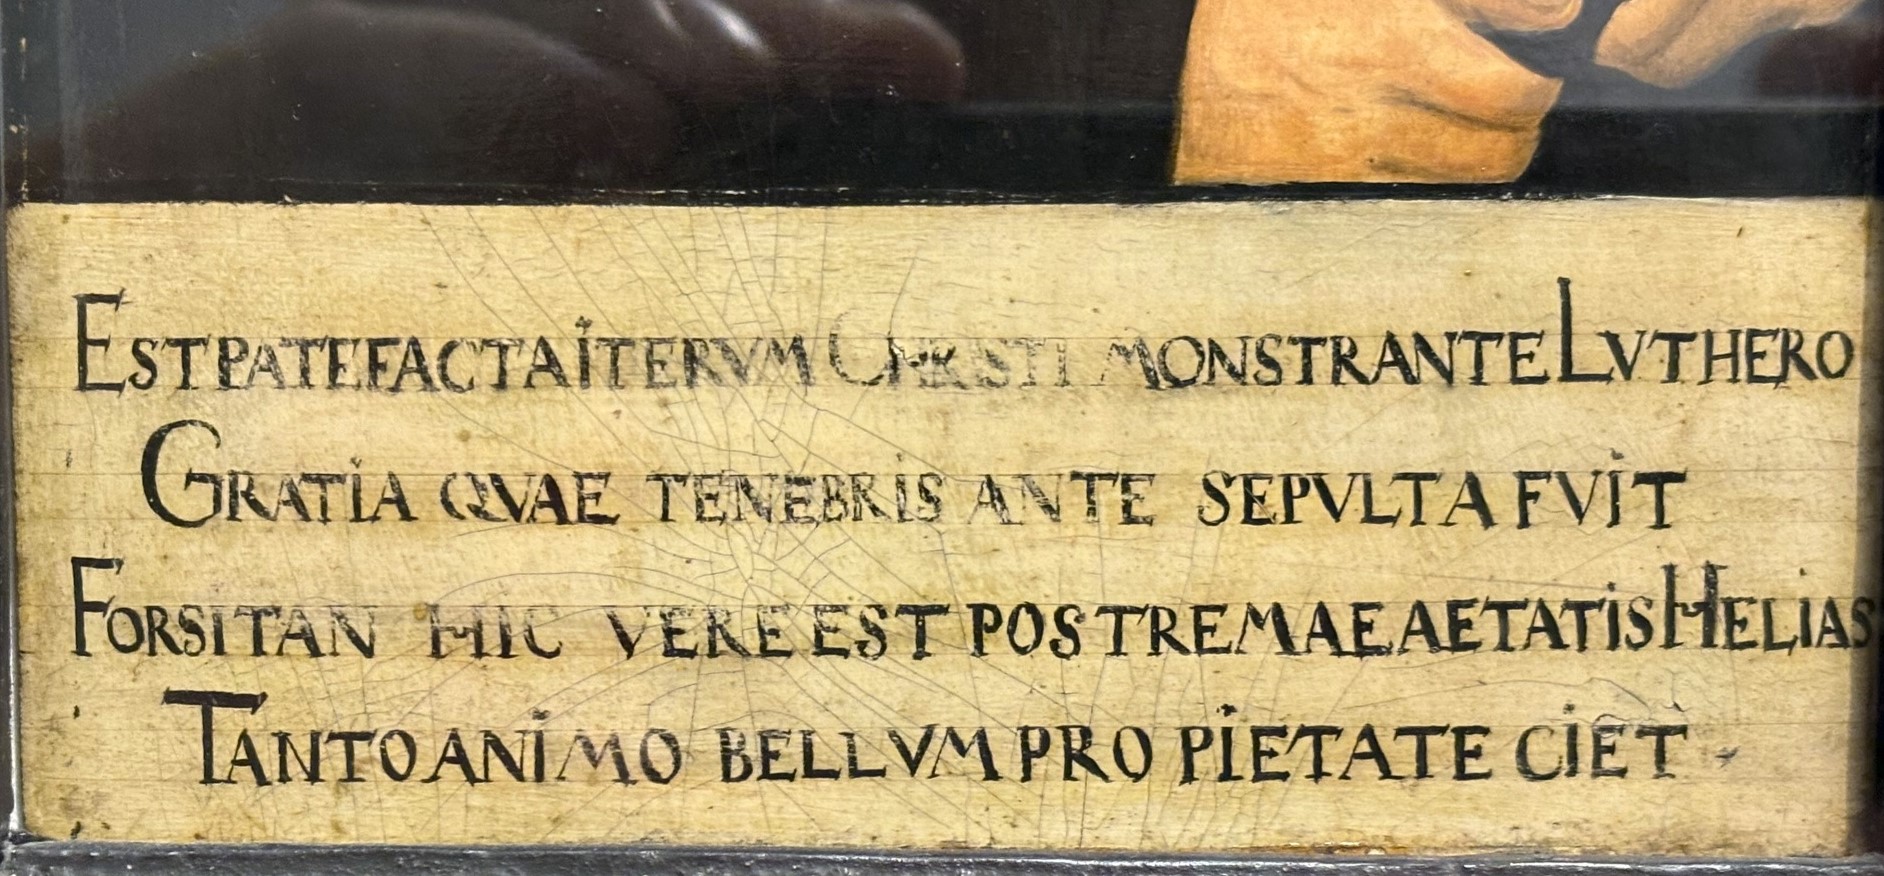 EST PATEFACTA ITERVM CHRISTI MONSTRANTE LVTHERO
GRATIA QVAE TENEBRIS ANTE SEPVLTA FVIT
FORSITAN HIC VERE EST POSTREMAE AETATIS HELIAS
TANTO ANIMO BELLVM PRO PIETATE CIET